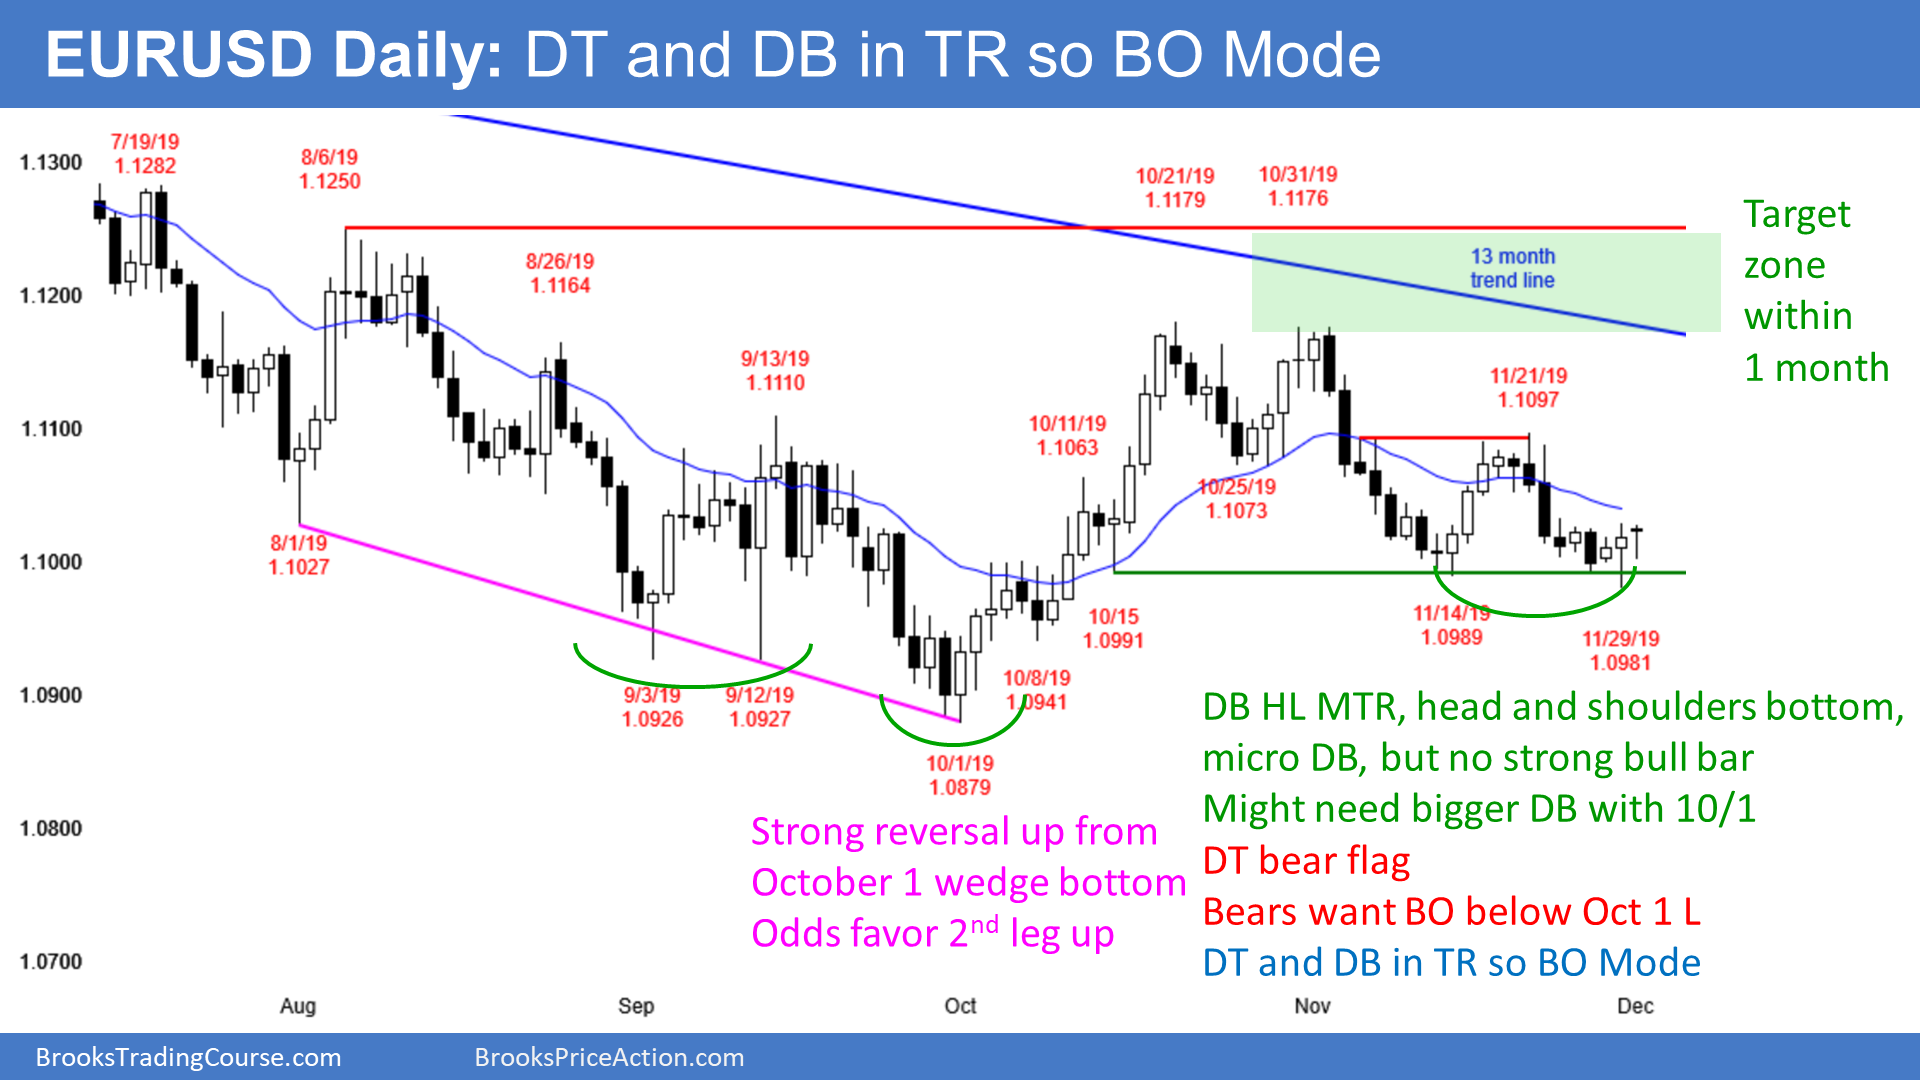 EURUSD Daily: DT and DB in TR so BO Mode
7/19/19
1.1282
8/6/19
1.1250
10/21/19
1.1179
10/31/19
1.1176
1.1300
1.1200
1.1100
1.1000
1.0900
1.0800
1.0700
8/26/19
1.1164
13 month
trend line
Target
zone
within
1 month
9/13/19
1.1110
11/21/19
1.1097
10/11/19
1.1063
10/25/19
1.1073
8/1/19
1.1027
10/15
1.0991
11/14/19
1.0989
11/29/19
1.0981
9/3/19
1.0926
9/12/19
1.0927
10/8/19
1.0941
10/1/19
1.0879
Strong reversal up from
October 1 wedge bottom
Odds favor 2nd leg up
DB HL MTR, head and shoulders bottom,
micro DB, but no strong bull bar
Might need bigger DB with 10/1
DT bear flag
Bears want BO below Oct 1 L
DT and DB in TR so BO Mode
Aug
Sep
Oct
Nov
Dec
BrooksTradingCourse.com
BrooksPriceAction.com